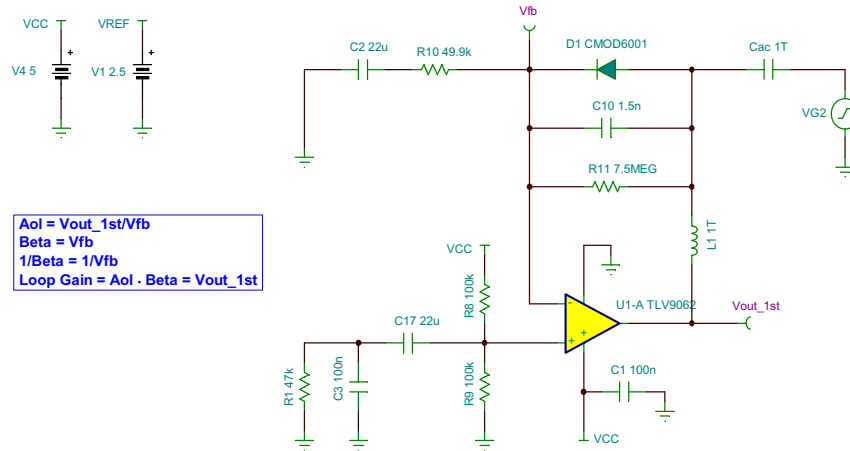 Vfb
VCC
VREF
+
+
V4 5
V1 2.5
C2 22u
R10 49.9k
D1 CMOD6001
Cac 1T
C10 1.5n
VG2
R11 7.5MEG
L1 1T
Aol = Vout_1st/Vfb
Beta = Vfb
1/Beta = 1/Vfb
Loop Gain = Aol . Beta = Vout_1st
VCC
R8 100k
U1-A TLV9062
Vout_1st
-
+
+
C17 22u
R1 47k
C3 100n
R9 100k
C1 100n
VCC